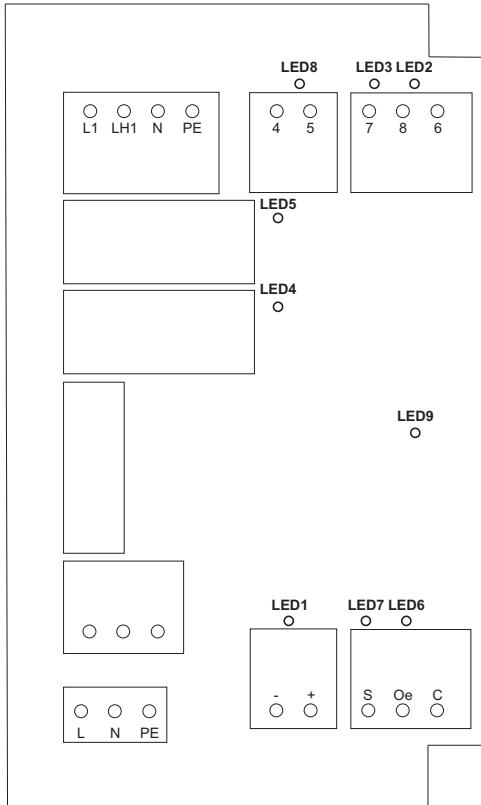 LED8 LED3 LED2
L1 LH1 N PE 4 5 7 8 6
LED5
LED4
LED9
LED1 LED7 LED6
- + S Oe C
L N PE